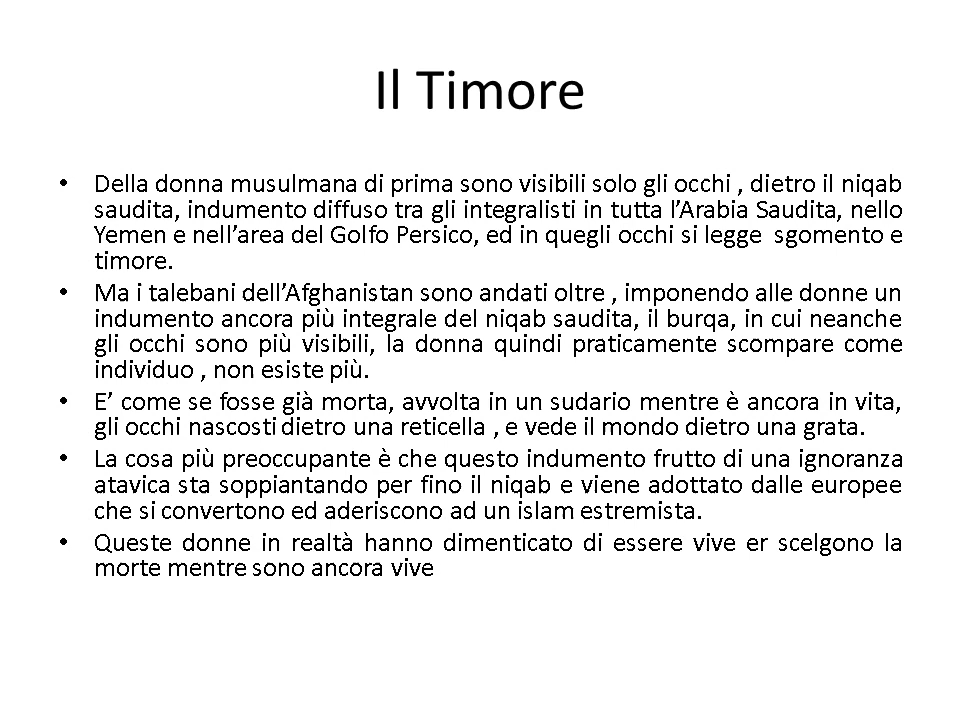 Il Timore
• Della donna musulmana di prima sono visibili solo gli occhi , dietro il niqab
saudita, indumento diffuso tra gli integralisti in tutta l’Arabia Saudita, nello
Yemen e nell’area del Golfo Persico, ed in quegli occhi si legge  sgomento e
timore.
• Ma i talebani dell’Afghanistan sono andati oltre , imponendo alle donne un
indumento ancora più integrale del niqab saudita, il burqa, in cui neanche
gli occhi sono più visibili, la donna quindi praticamente scompare come
individuo , non esiste più.
• E’ come se fosse già morta, avvolta in un sudario mentre è ancora in vita,
gli occhi nascosti dietro una reticella , e vede il mondo dietro una grata.
• La cosa più preoccupante è che questo indumento frutto di una ignoranza
atavica sta soppiantando per fino il niqab e viene adottato dalle europee
che si convertono ed aderiscono ad un islam estremista.
• Queste donne in realtà hanno dimenticato di essere vive er scelgono la
morte mentre sono ancora vive